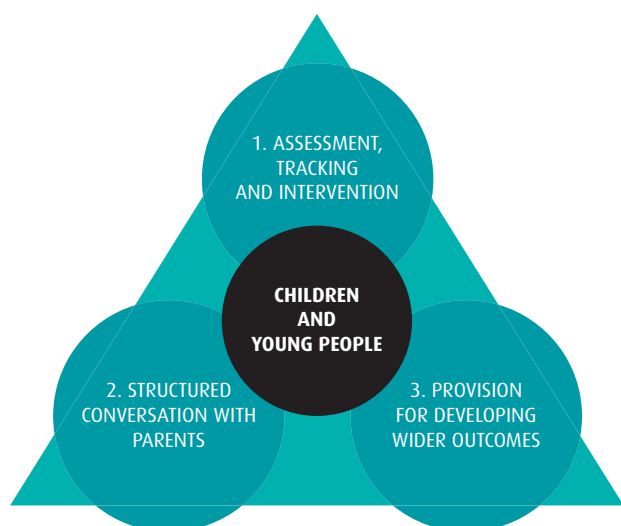 1. ASSESSMENT,
TRACKING
AND INTERVENTION
CHILDREN
AND
YOUNG PEOPLE
2. STRUCTURED
CONVERSATION WITH
PARENTS
3. PROVISION
FOR DEVELOPING
WIDER OUTCOMES